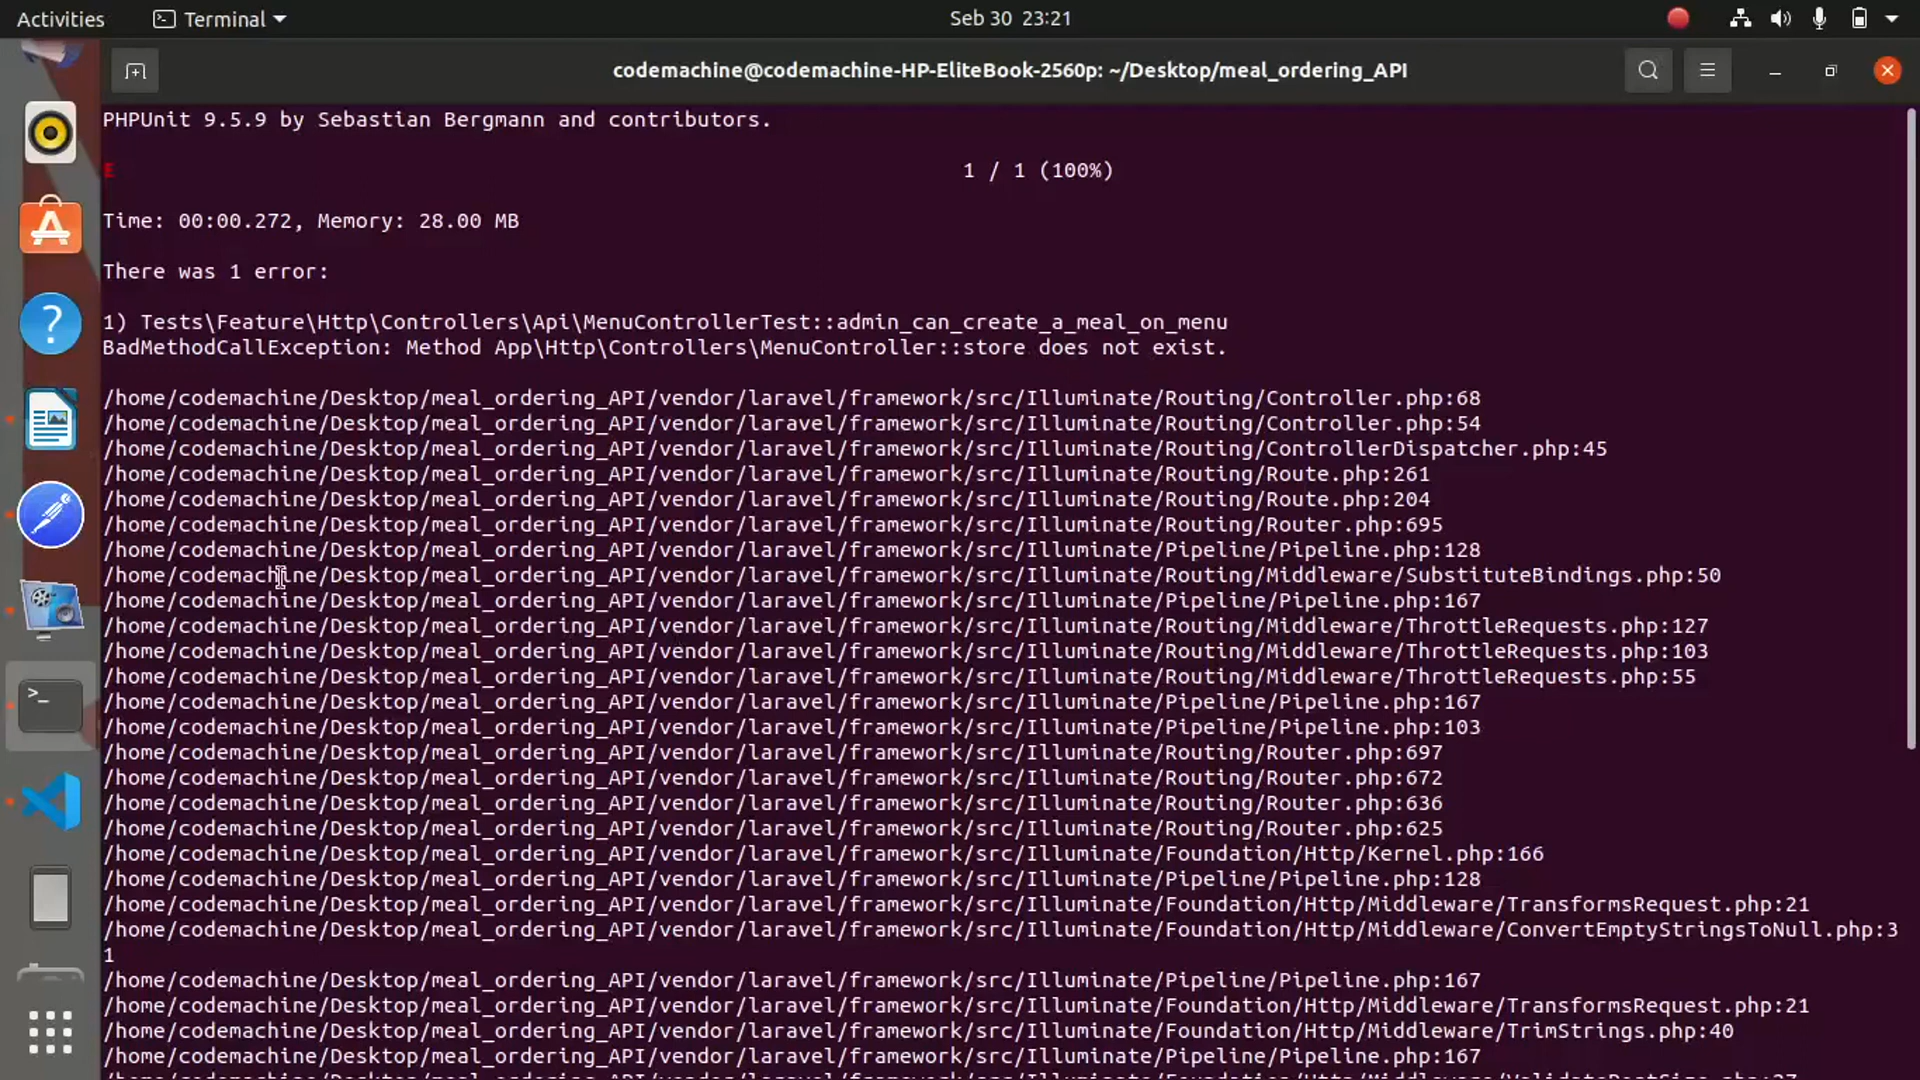 Activities
Terminal
Seb 30 23:21
codemachine@codemachine-HP-EliteBook-2560p: ~/Desktop/meal_ordering_API
PHPUnit 9.5.9 by Sebastian Bergmann and contributors.
E 1 / 1 (100%)
Time: 00:00.272, Memory: 28.00 MB
There was 1 error:
1) Tests\Feature\Http\Controllers\Api\MenuControllerTest::admin_can_create_a_meal_on_menu
BadMethodCallException: Method App\Http\Controllers\MenuController::store does not exist.
/home/codemachine/Desktop/meal_ordering_API/vendor/laravel/framework/src/Illuminate/Routing/Controller.php:68
/home/codemachine/Desktop/meal_ordering_API/vendor/laravel/framework/src/Illuminate/Routing/Controller.php:54
/home/codemachine/Desktop/meal_ordering_API/vendor/laravel/framework/src/Illuminate/Routing/ControllerDispatcher.php:45
/home/codemachine/Desktop/meal_ordering_API/vendor/laravel/framework/src/Illuminate/Routing/Route.php:261
/home/codemachine/Desktop/meal_ordering_API/vendor/laravel/framework/src/Illuminate/Routing/Route.php:204
/home/codemachine/Desktop/meal_ordering_API/vendor/laravel/framework/src/Illuminate/Routing/Router.php:695
/home/codemachine/Desktop/meal_ordering_API/vendor/laravel/framework/src/Illuminate/Pipeline/Pipeline.php:128
/home/codemachine/Desktop/meal_ordering_API/vendor/laravel/framework/src/Illuminate/Routing/Middleware/SubstituteBindings.php:50
/home/codemachine/Desktop/meal_ordering_API/vendor/laravel/framework/src/Illuminate/Pipeline/Pipeline.php:167
/home/codemachine/Desktop/meal_ordering_API/vendor/laravel/framework/src/Illuminate/Routing/Middleware/ThrottleRequests.php:127
/home/codemachine/Desktop/meal_ordering_API/vendor/laravel/framework/src/Illuminate/Routing/Middleware/ThrottleRequests.php:103
/home/codemachine/Desktop/meal_ordering_API/vendor/laravel/framework/src/Illuminate/Routing/Middleware/ThrottleRequests.php:55
/home/codemachine/Desktop/meal_ordering_API/vendor/laravel/framework/src/Illuminate/Pipeline/Pipeline.php:167
/home/codemachine/Desktop/meal_ordering_API/vendor/laravel/framework/src/Illuminate/Pipeline/Pipeline.php:103
/home/codemachine/Desktop/meal_ordering_API/vendor/laravel/framework/src/Illuminate/Routing/Router.php:697
/home/codemachine/Desktop/meal_ordering_API/vendor/laravel/framework/src/Illuminate/Routing/Router.php:672
/home/codemachine/Desktop/meal_ordering_API/vendor/laravel/framework/src/Illuminate/Routing/Router.php:636
/home/codemachine/Desktop/meal_ordering_API/vendor/laravel/framework/src/Illuminate/Routing/Router.php:625
/home/codemachine/Desktop/meal_ordering_API/vendor/laravel/framework/src/Illuminate/Foundation/Http/Kernel.php:166
/home/codemachine/Desktop/meal_ordering_API/vendor/laravel/framework/src/Illuminate/Pipeline/Pipeline.php:128
/home/codemachine/Desktop/meal_ordering_API/vendor/laravel/framework/src/Illuminate/Foundation/Http/Middleware/TransformsRequest.php:21
/home/codemachine/Desktop/meal_ordering_API/vendor/laravel/framework/src/Illuminate/Foundation/Http/Middleware/ConvertEmptyStringsToNull.php:3
1
/home/codemachine/Desktop/meal_ordering_API/vendor/laravel/framework/src/Illuminate/Pipeline/Pipeline.php:167
/home/codemachine/Desktop/meal_ordering_API/vendor/laravel/framework/src/Illuminate/Foundation/Http/Middleware/TransformsRequest.php:21
/home/codemachine/Desktop/meal_ordering_API/vendor/laravel/framework/src/Illuminate/Foundation/Http/Middleware/TrimStrings.php:40
/home/codemachine/Desktop/meal_ordering_API/vendor/laravel/framework/src/Illuminate/Pipeline/Pipeline.php:167